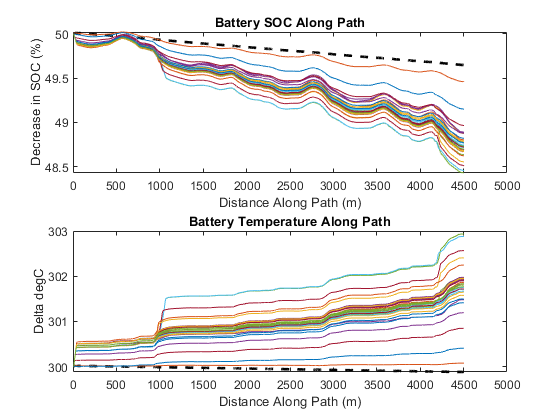 Battery SOC Along Path
Decrease in SOC (%)
50
49.5
49
48.5
0 500 1000 1500 2000 2500 3000 3500 4000 4500 5000
Distance Along Path (m)
Battery Temperature Along Path
Delta degC
303
302
301
300
0 500 1000 1500 2000 2500 3000 3500 4000 4500 5000
Distance Along Path (m)